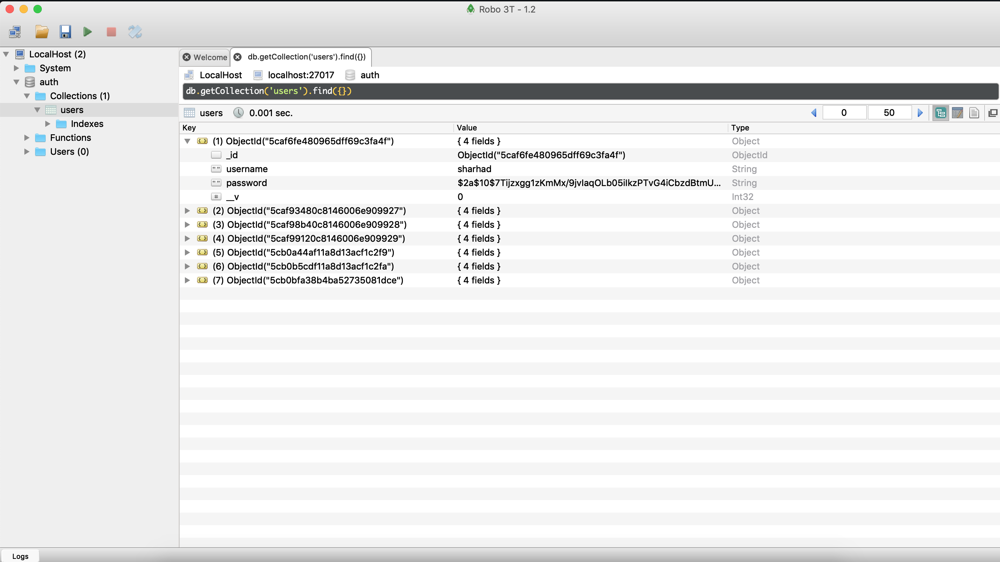 Robo 3T - 1.2
LocalHost (2)
System
auth
Collections (1)
users
Indexes
Functions
Users (0)
Welcome
db.getCollection('users').find({})
LocalHost localhost:27017 auth
db.getCollection('users').find({})
users 0.001 sec. 0 50
Key Value Type
(1) ObjectId("5caf6fe480965dff69c3fa4f") { 4 fields } Object
_id ObjectId("5caf6fe480965dff69c3fa4f") ObjectId
username sharhad String
password $2a$10$7Tijzxgg1zKmMx/9jvIaqOLb05iIkzPTvG4iCbzdBtmU... String
__v 0 Int32
(2) ObjectId("5caf93480c8146006e909927") { 4 fields } Object
(3) ObjectId("5caf98b40c8146006e909928") { 4 fields } Object
(4) ObjectId("5caf99120c8146006e909929") { 4 fields } Object
(5) ObjectId("5cb0a44af11a8d13acf1c2f9") { 4 fields } Object
(6) ObjectId("5cb0b5cdf11a8d13acf1c2fa") { 4 fields } Object
(7) ObjectId("5cb0bfa38b4ba52735081dce") { 4 fields } Object
Logs